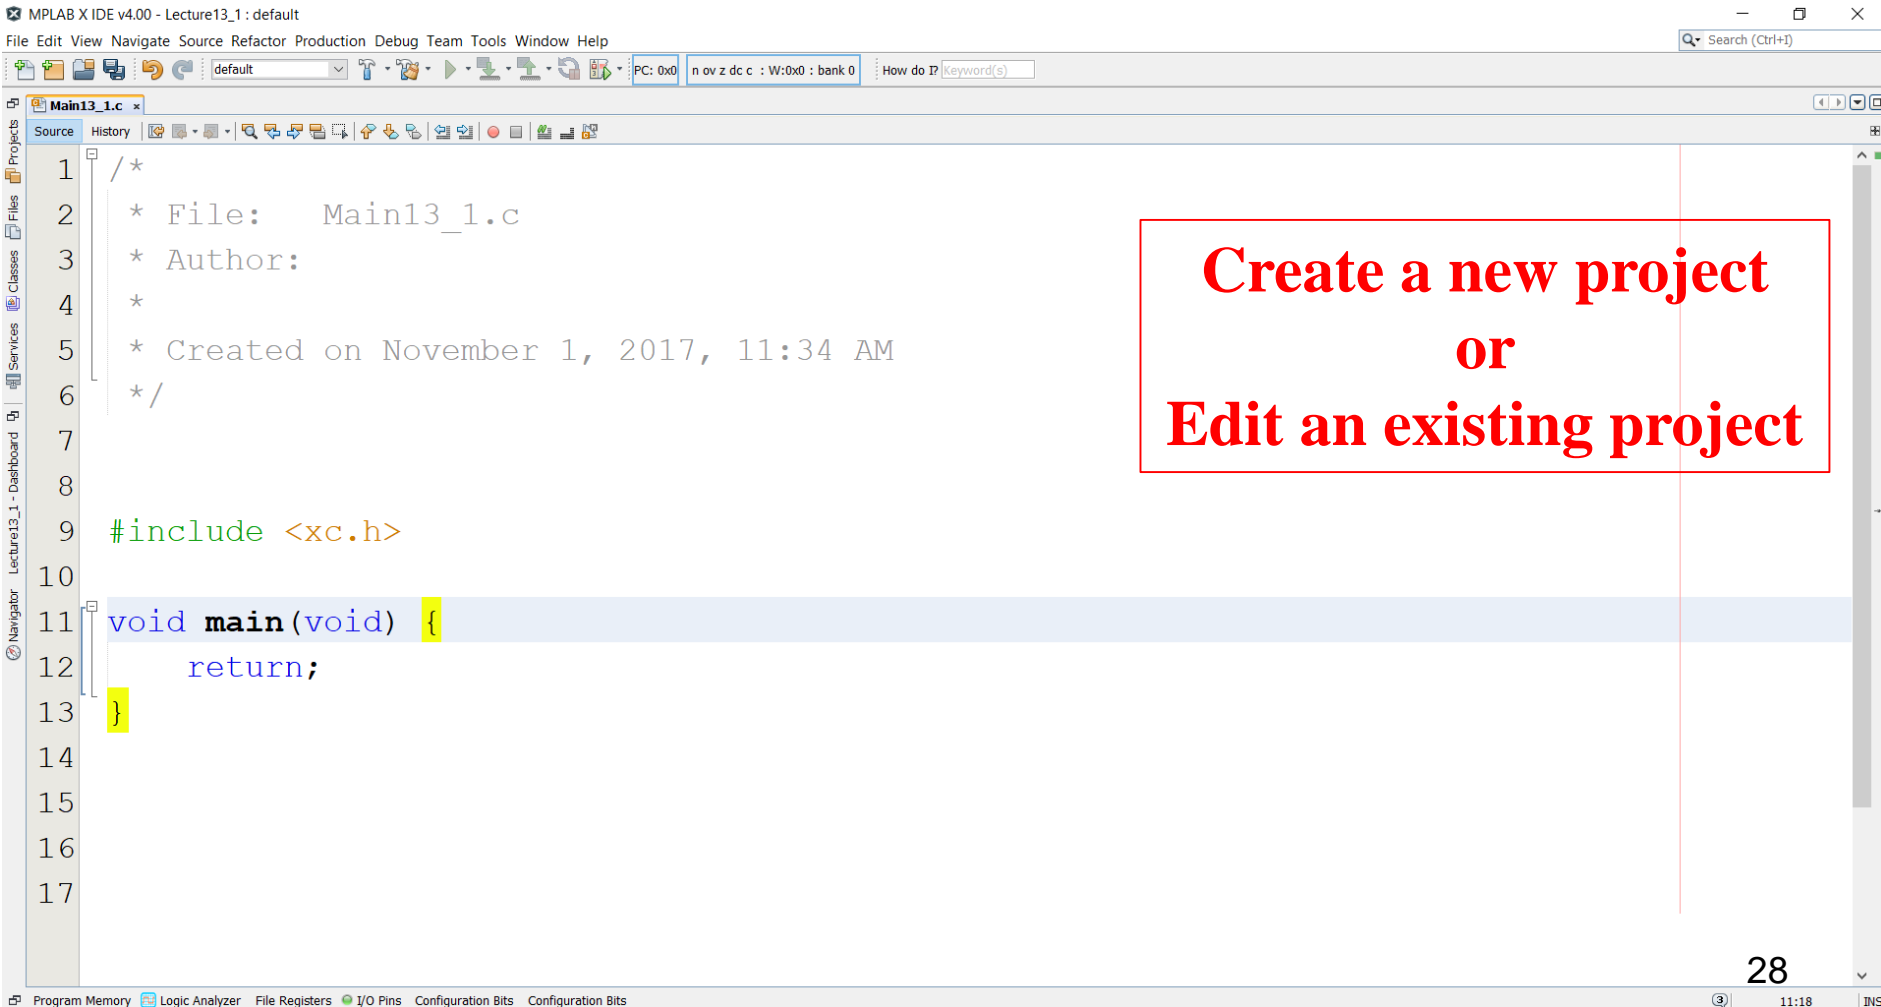 MPLAB X IDE v4.00 - Lecture13_1 : default
File Edit View Navigate Source Refactor Production Debug Team Tools Window Help
Search (Ctrl+I)
default
PC: 0x0
n ov z dc c : W:0x0 : bank 0
How do I? Keyword(s)
Main13_1.c
Source History
Projects
Files
Classes
Services
Lecture13_1 - Dashboard
Navigator
1 /*
2 * File: Main13_1.c
3 * Author:
4 *
5 * Created on November 1, 2017, 11:34 AM
6 */
7
8
9 #include <xc.h>
10
11 void main(void) {
12 return;
13 }
14
15
16
17
Create a new project
or
Edit an existing project
28
Program Memory Logic Analyzer File Registers I/O Pins Configuration Bits Configuration Bits
3 11:18 INS